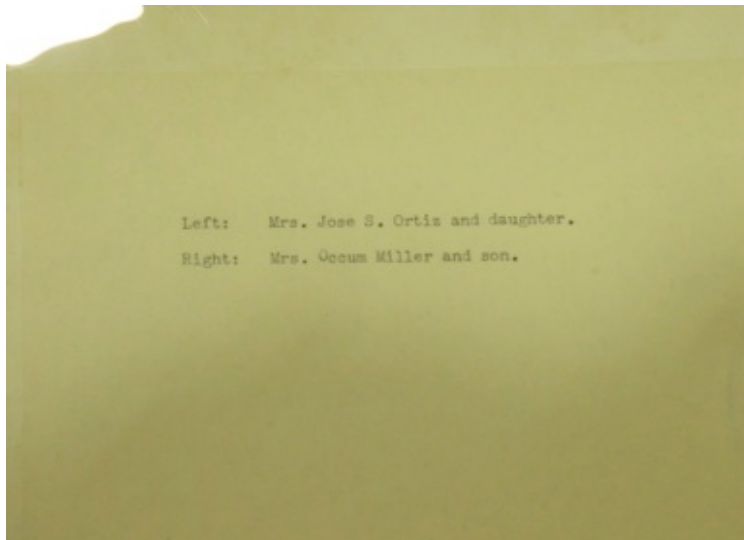 Left: Mrs. Jose S. Ortiz and daughter.
Right: Mrs. Occum Miller and son.